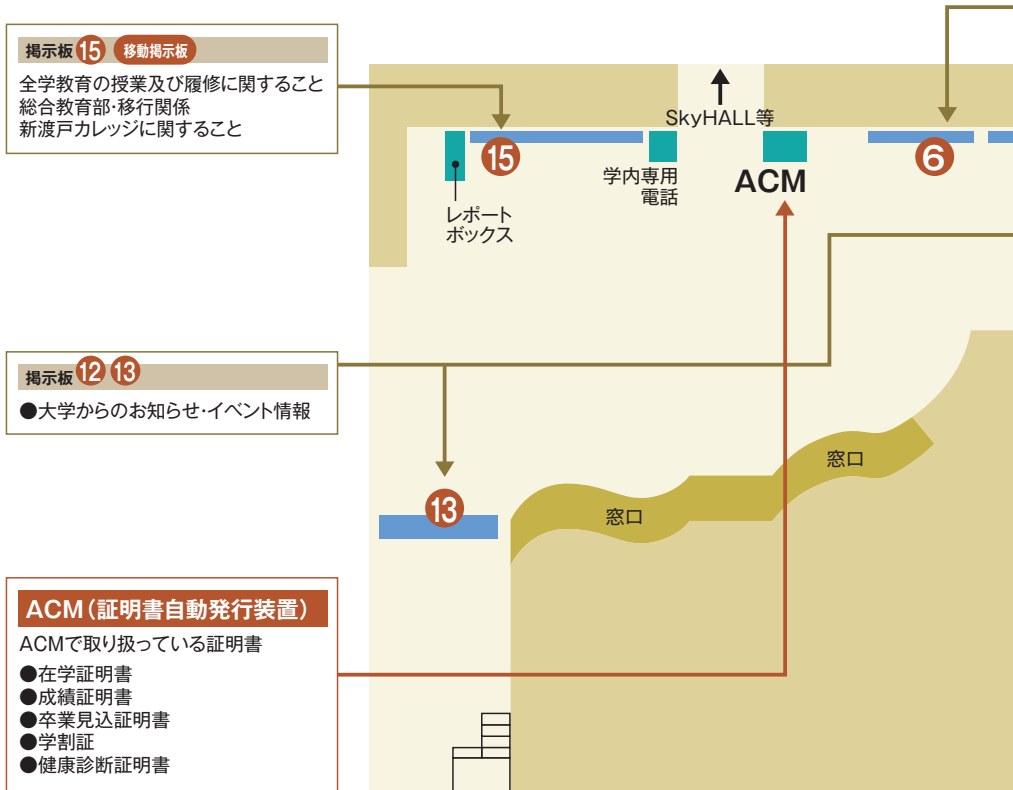 掲示板 15 移動掲示板
全学教育の授業及び履修に関すること
総合教育部・移行関係
新渡戸カレッジに関すること
SkyHALL等
15
学内専用
電話
ACM
6
レポート
ボックス
掲示板 12 13
●大学からのお知らせ・イベント情報
13
窓口
窓口
ACM(証明書自動発行装置)
ACMで取り扱っている証明書
●在学証明書
●成績証明書
●卒業見込証明書
●学割証
●健康診断証明書